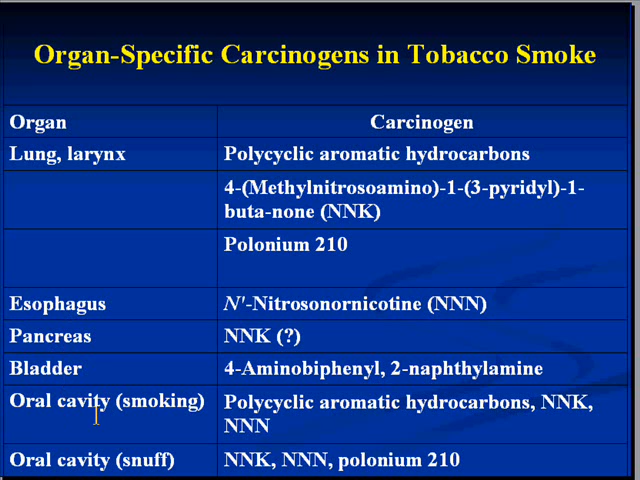 Organ-Specific Carcinogens in Tobacco Smoke
Organ Carcinogen
Lung, larynx Polycyclic aromatic hydrocarbons
4-(Methylnitrosoamino)-1-(3-pyridyl)-1-
buta-none (NNK)
Polonium 210
Esophagus N'-Nitrosonornicotine (NNN)
Pancreas NNK (?)
Bladder 4-Aminobiphenyl, 2-naphthylamine
Oral cavity (smoking) Polycyclic aromatic hydrocarbons, NNK,
NNN
Oral cavity (snuff) NNK, NNN, polonium 210